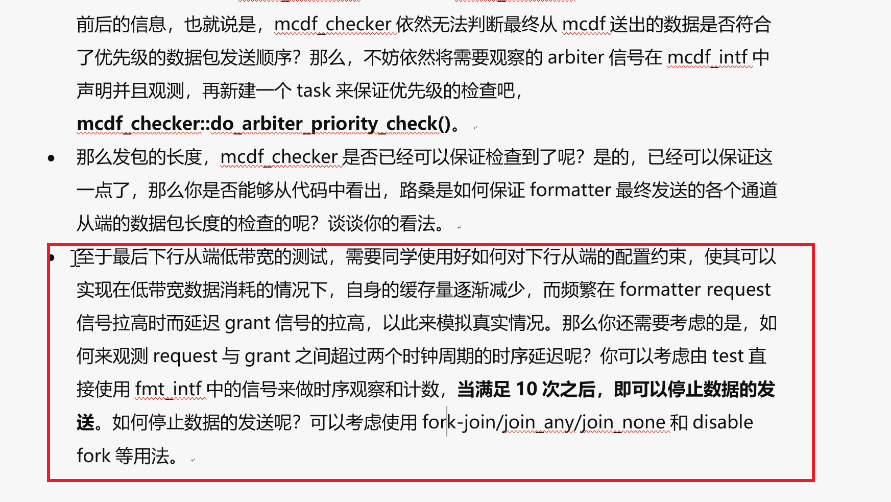 前后的信息，也就说是，mcdf_checker 依然无法判断最终从 mcdf 送出的数据是否符合
了优先级的数据包发送顺序？那么，不妨依然将需要观察的 arbiter 信号在 mcdf_intf 中
声明并且观测，再新建一个 task 来保证优先级的检查吧，
mcdf_checker::do_arbiter_priority_check()。
● 那么发包的长度，mcdf_checker 是否已经可以保证检查到了呢？是的，已经可以保证这
一点了，那么你是否能够从代码中看出，路桑是如何保证 formatter 最终发送的各个通道
从端的数据包长度的检查的呢？谈谈你的看法。
● 至于最后下行从端低带宽的测试，需要同学使用好如何对下行从端的配置约束，使其可以
实现在低带宽数据消耗的情况下，自身的缓存量逐渐减少，而频繁在 formatter request
信号拉高时而延迟 grant 信号的拉高，以此来模拟真实情况。那么你还需要考虑的是，如
何来观测 request 与 grant 之间超过两个时钟周期的时序延迟呢？你可以考虑由 test 直
接使用 fmt_intf 中的信号来做时序观察和计数，当满足 10 次之后，即可以停止数据的发
送。如何停止数据的发送呢？可以考虑使用 fork-join/join_any/join_none 和 disable
fork 等用法。